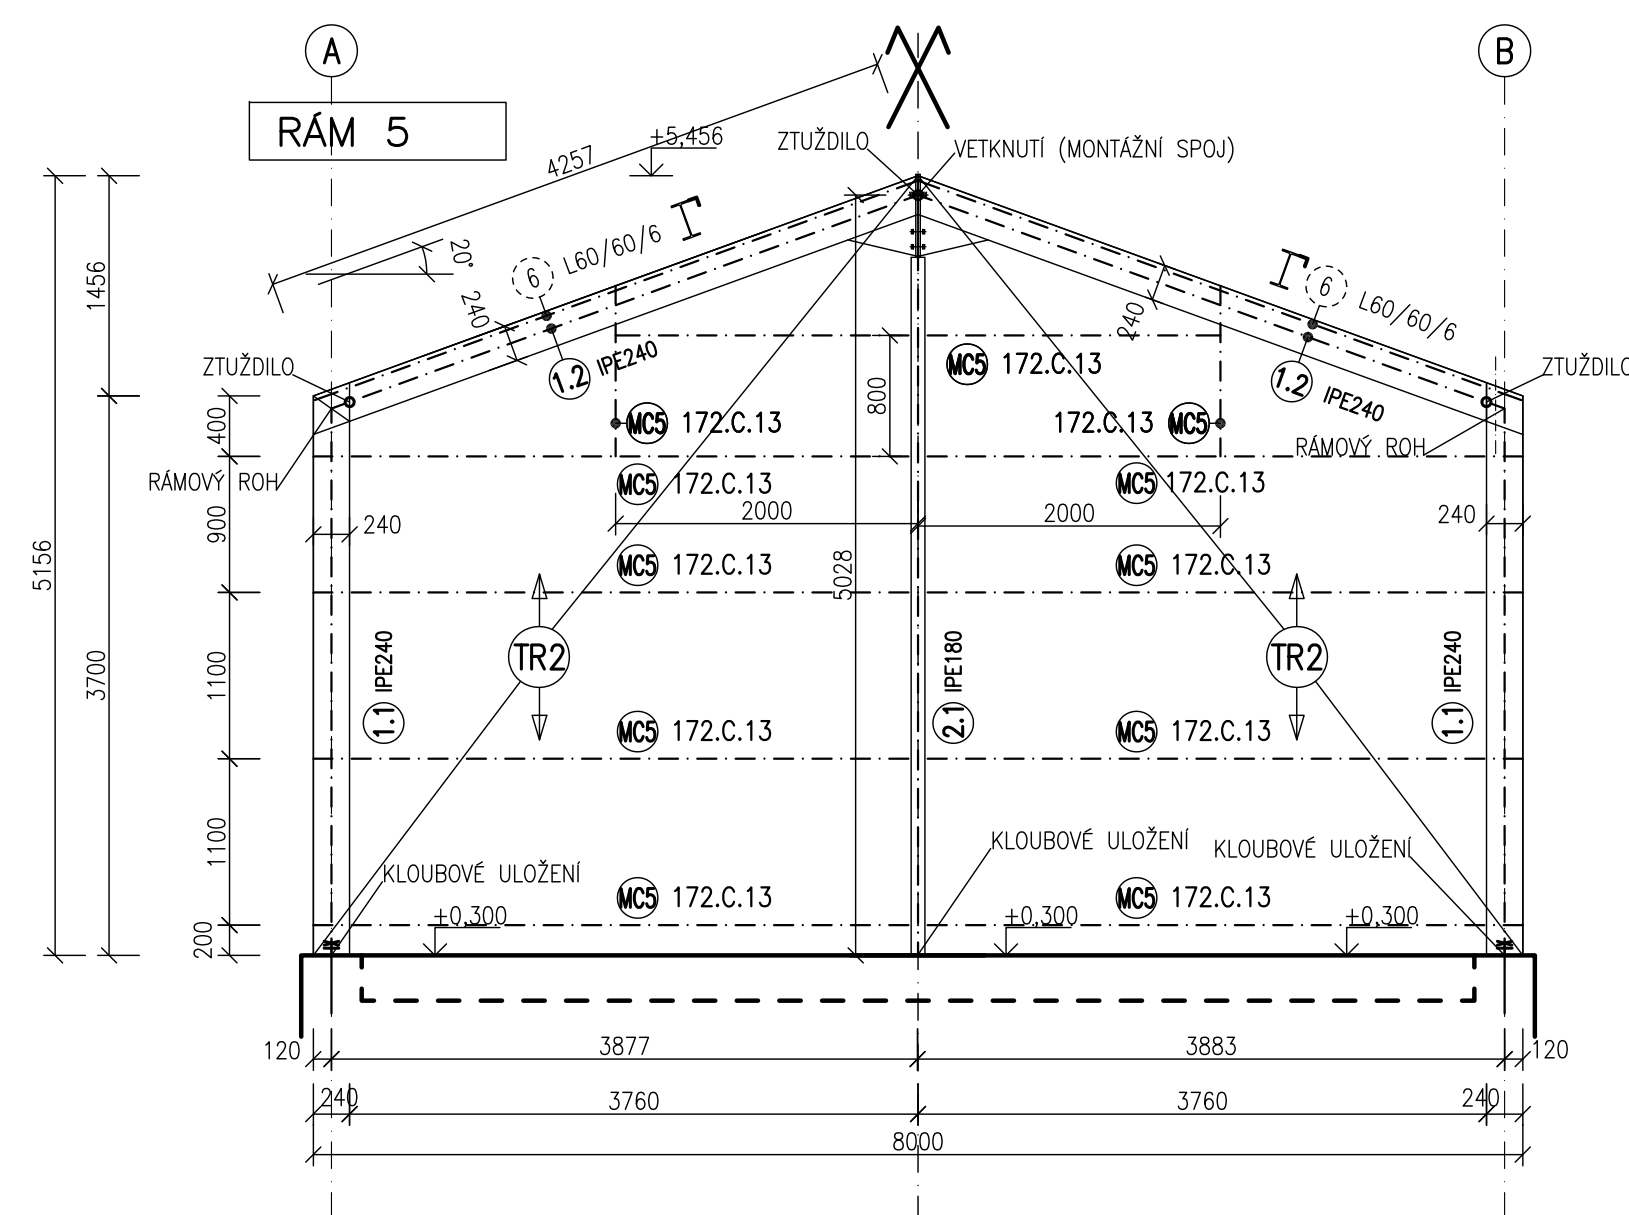 A
B
RÁM 5
4257
+5,456
ZTUŽDILO
VETKNUTÍ (MONTÁŽNÍ SPOJ)
20°
6
L60/60/6
240
1.2
IPE240
240
6
L60/60/6
1.2
IPE240
ZTUŽDILO
ZTUŽDILO
1456
400
800
MC5 172.C.13
MC5 172.C.13
172.C.13 MC5
RÁMOVÝ ROH
RÁMOVÝ ROH
MC5 172.C.13
MC5 172.C.13
900
240
2000
2000
240
5156
5028
MC5 172.C.13
MC5 172.C.13
3700
1100
TR2
TR2
1.1 IPE240
2.1 IPE180
1.1 IPE240
MC5 172.C.13
MC5 172.C.13
1100
KLOUBOVÉ ULOŽENÍ
KLOUBOVÉ ULOŽENÍ
KLOUBOVÉ ULOŽENÍ
MC5 172.C.13
MC5 172.C.13
200
±0,300
±0,300
±0,300
120
3877
3883
120
240
3760
3760
240
8000